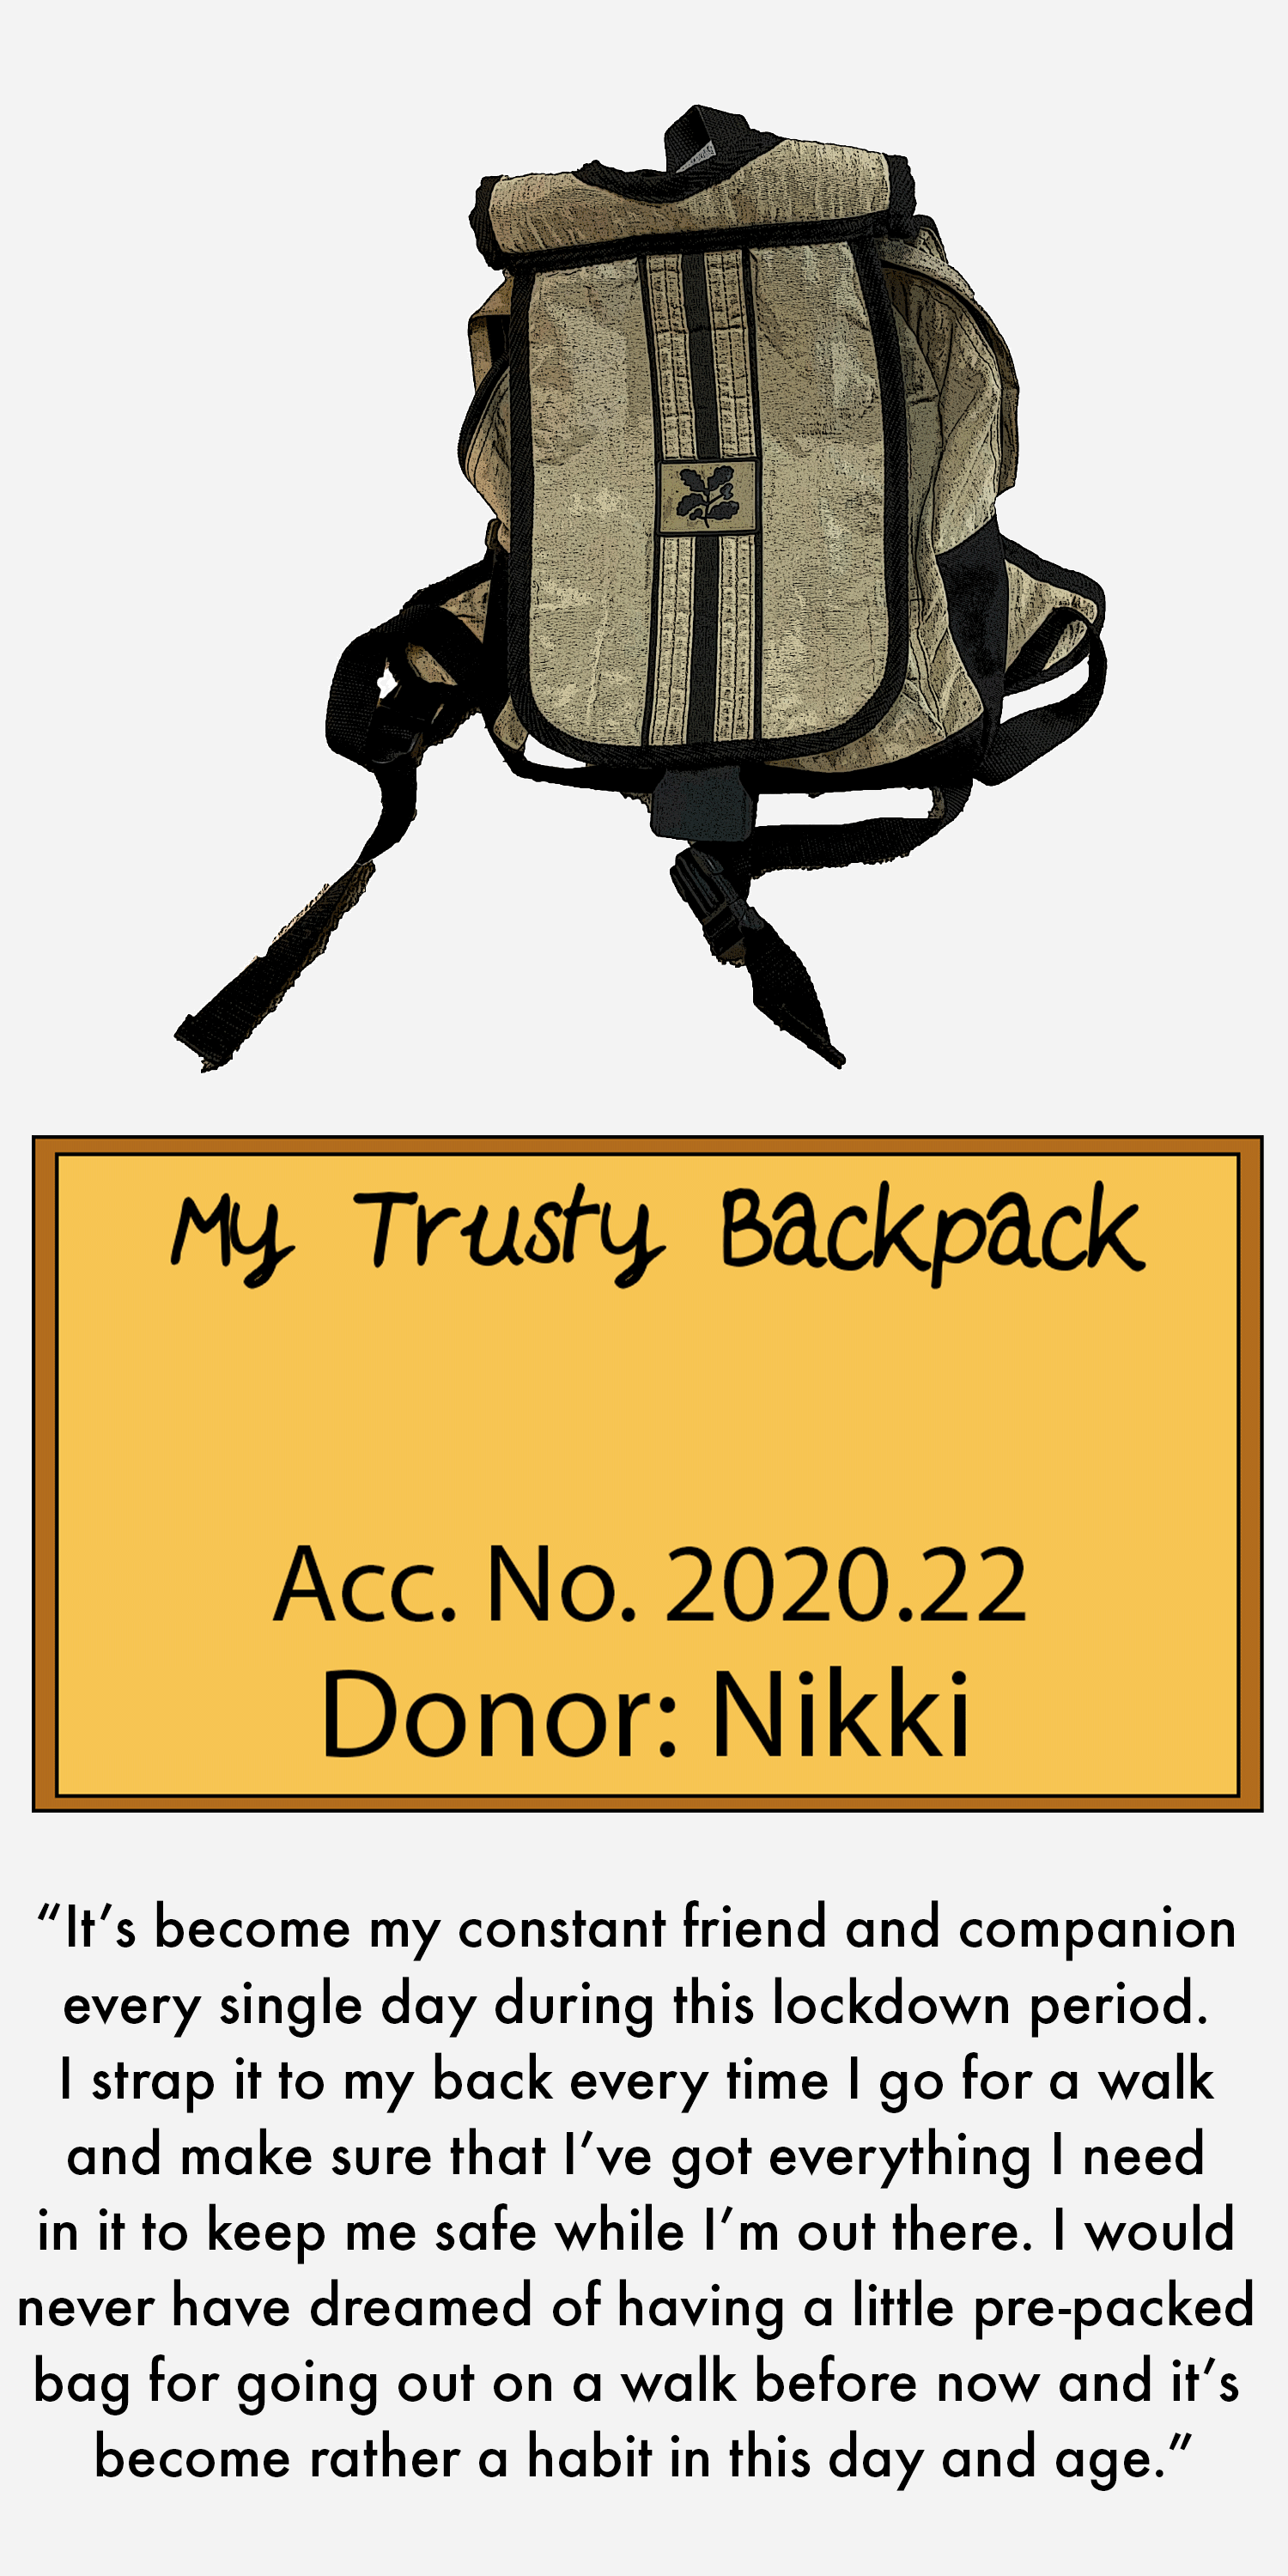 My Trusty Backpack
Acc. No. 2020.22
Donor: Nikki
“It’s become my constant friend and companion
every single day during this lockdown period.
I strap it to my back every time I go for a walk
and make sure that I’ve got everything I need
in it to keep me safe while I’m out there. I would
never have dreamed of having a little pre-packed
bag for going out on a walk before now and it’s
become rather a habit in this day and age.”